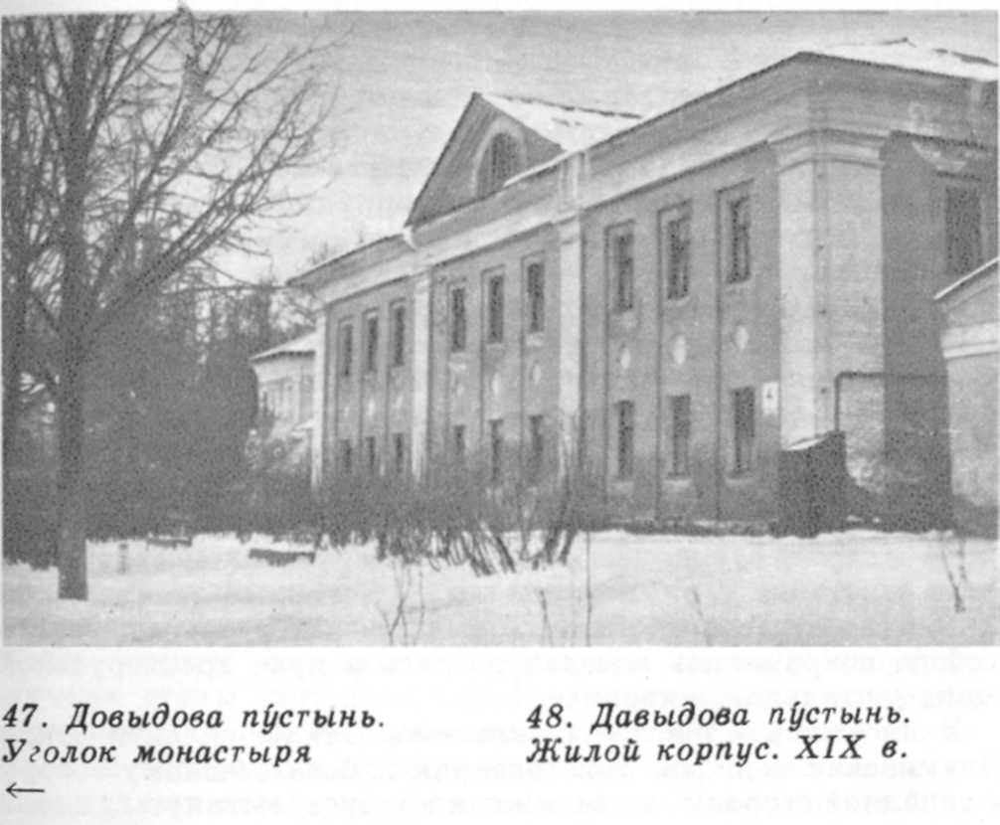 47. Довыдова пу́стынь.
Уголок монастыря
←
48. Давыдова пу́стынь.
Жилой корпус. XIX в.